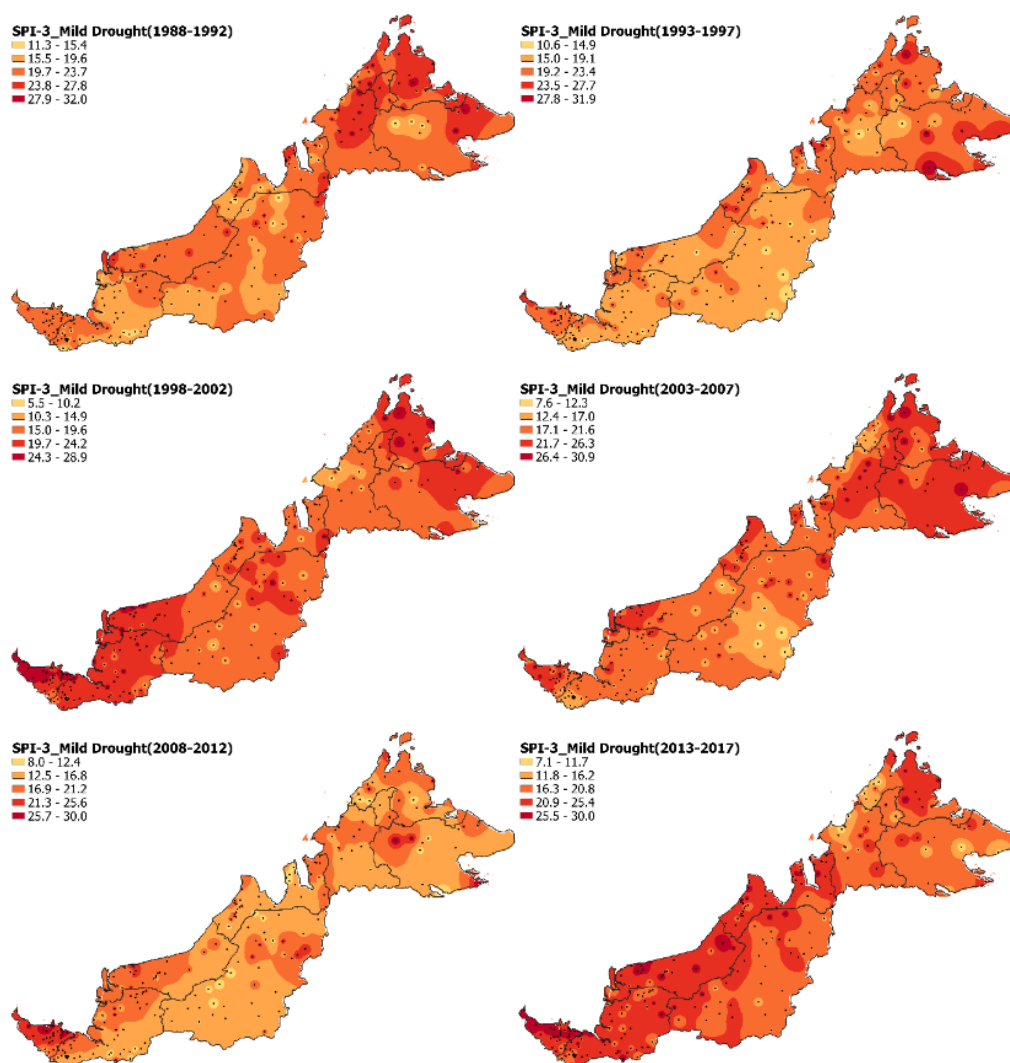 SPI-3_Mild Drought(1988-1992)
11.3 - 15.4
15.5 - 19.6
19.7 - 23.7
23.8 - 27.8
27.9 - 32.0
SPI-3_Mild Drought(1993-1997)
10.6 - 14.9
15.0 - 19.1
19.2 - 23.4
23.5 - 27.7
27.8 - 31.9
SPI-3_Mild Drought(1998-2002)
5.5 - 10.2
10.3 - 14.9
15.0 - 19.6
19.7 - 24.2
24.3 - 28.9
SPI-3_Mild Drought(2003-2007)
7.6 - 12.3
12.4 - 17.0
17.1 - 21.6
21.7 - 26.3
26.4 - 30.9
SPI-3_Mild Drought(2008-2012)
8.0 - 12.4
12.5 - 16.8
16.9 - 21.2
21.3 - 25.6
25.7 - 30.0
SPI-3_Mild Drought(2013-2017)
7.1 - 11.7
11.8 - 16.2
16.3 - 20.8
20.9 - 25.4
25.5 - 30.0